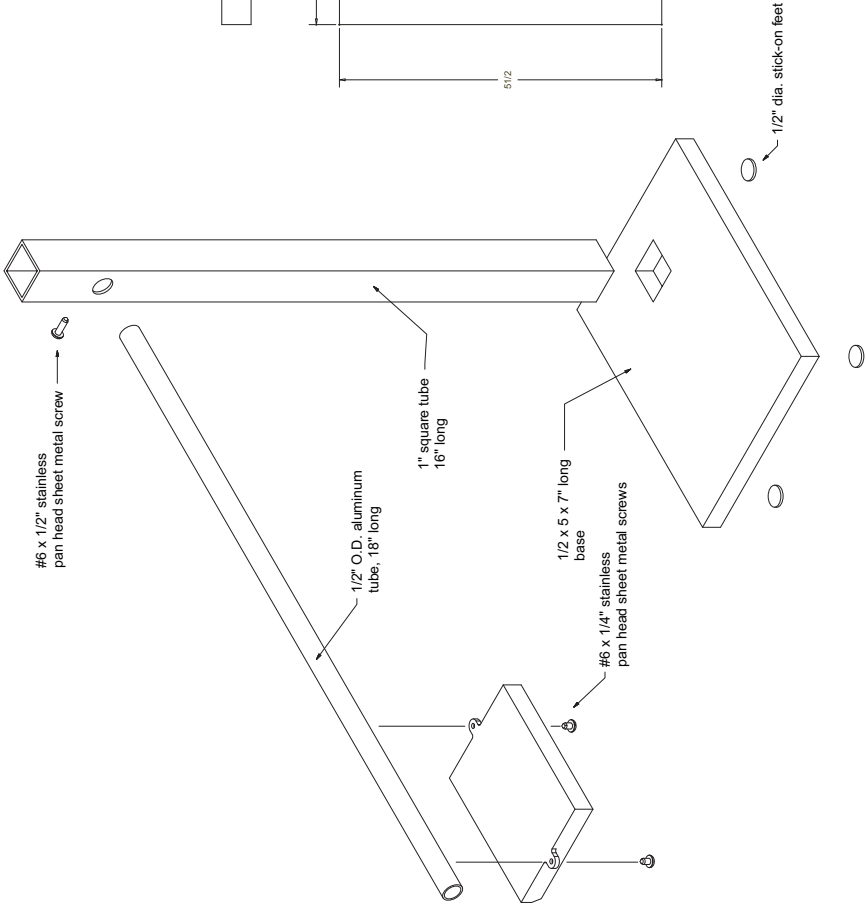 51/2
1/2" dia. stick-on feet
#6 x 1/2" stainless
pan head sheet metal screw
1" square tube
16" long
1/2" O.D. aluminum
tube, 18" long
1/2 x 5 x 7" long
base
#6 x 1/4" stainless
pan head sheet metal screws